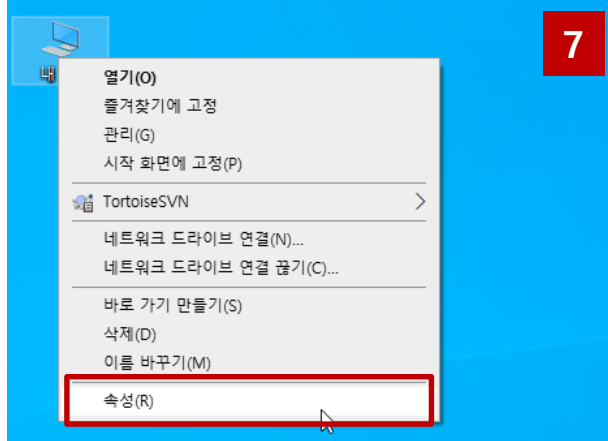 7
내
열기(O)
즐겨찾기에 고정
관리(G)
시작 화면에 고정(P)
TortoiseSVN
네트워크 드라이브 연결(N)...
네트워크 드라이브 연결 끊기(C)...
바로 가기 만들기(S)
삭제(D)
이름 바꾸기(M)
속성(R)